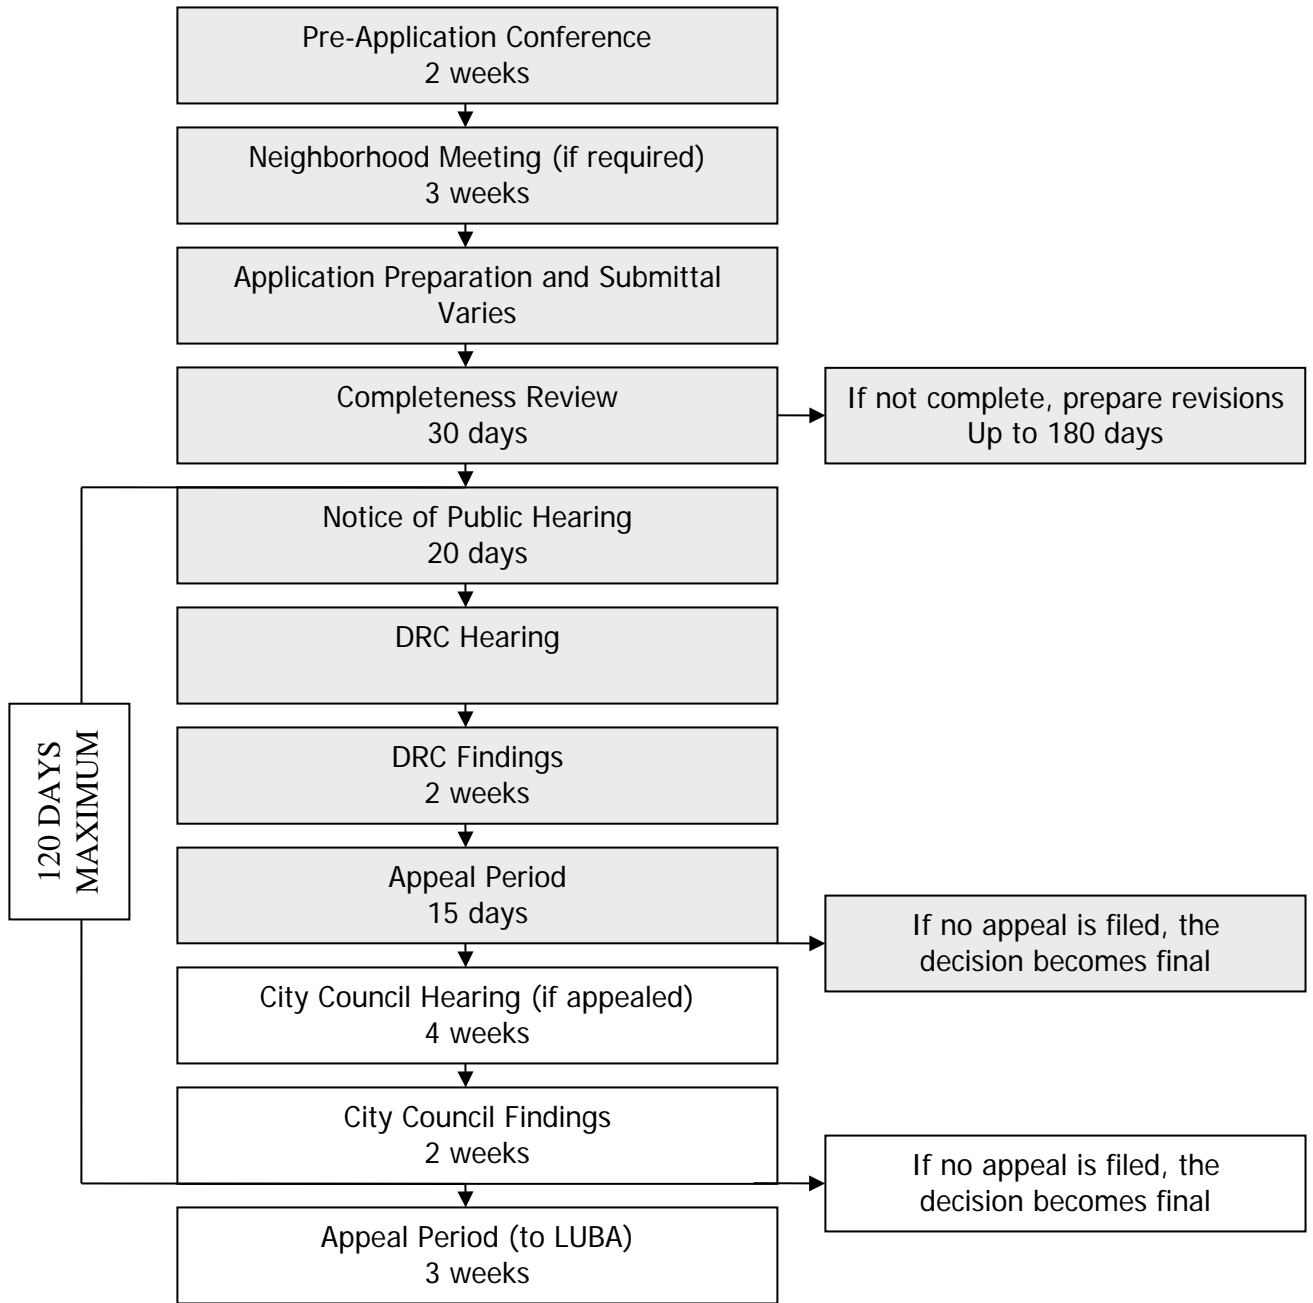 Pre-Application Conference
2 weeks
Neighborhood Meeting (if required)
3 weeks
Application Preparation and Submittal
Varies
Completeness Review
30 days
If not complete, prepare revisions
Up to 180 days
Notice of Public Hearing
20 days
DRC Hearing
120 DAYS
MAXIMUM
DRC Findings
2 weeks
Appeal Period
15 days
If no appeal is filed, the
decision becomes final
City Council Hearing (if appealed)
4 weeks
City Council Findings
2 weeks
If no appeal is filed, the
decision becomes final
Appeal Period (to LUBA)
3 weeks